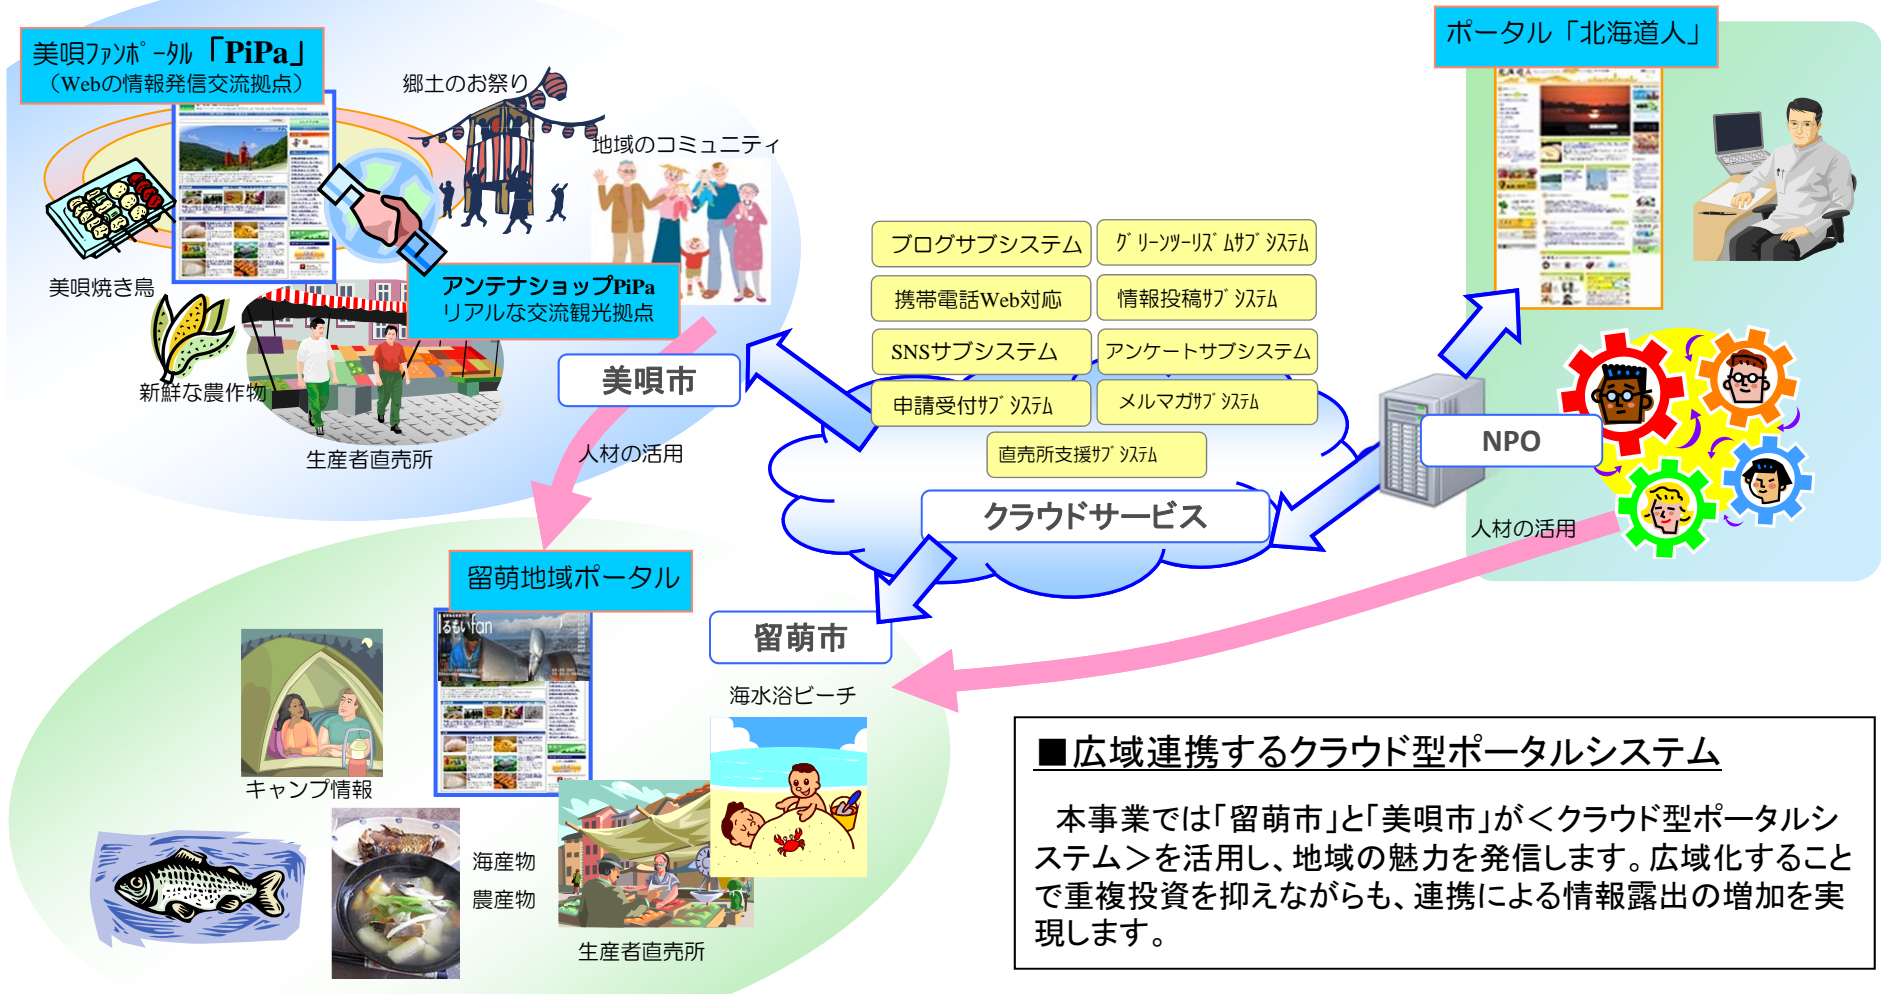 美唄ファンポータル「PiPa」
（Webの情報発信交流拠点）
郷土のお祭り
地域のコミュニティ
美唄焼き鳥
アンテナショップPiPa
リアルな交流観光拠点
新鮮な農作物
生産者直売所
美唄市
人材の活用
ブログサブシステム
グリーンツーリズムサブシステム
携帯電話Web対応
情報投稿サブシステム
SNSサブシステム
アンケートサブシステム
申請受付サブシステム
メルマガサブシステム
直売所支援サブシステム
クラウドサービス
ポータル「北海道人」
NPO
人材の活用
留萌地域ポータル
るもいfan
留萌市
海水浴ビーチ
キャンプ情報
海産物
農産物
生産者直売所
■広域連携するクラウド型ポータルシステム
本事業では「留萌市」と「美唄市」が＜クラウド型ポータルシ
ステム＞を活用し、地域の魅力を発信します。広域化すること
で重複投資を抑えながらも、連携による情報露出の増加を実
現します。